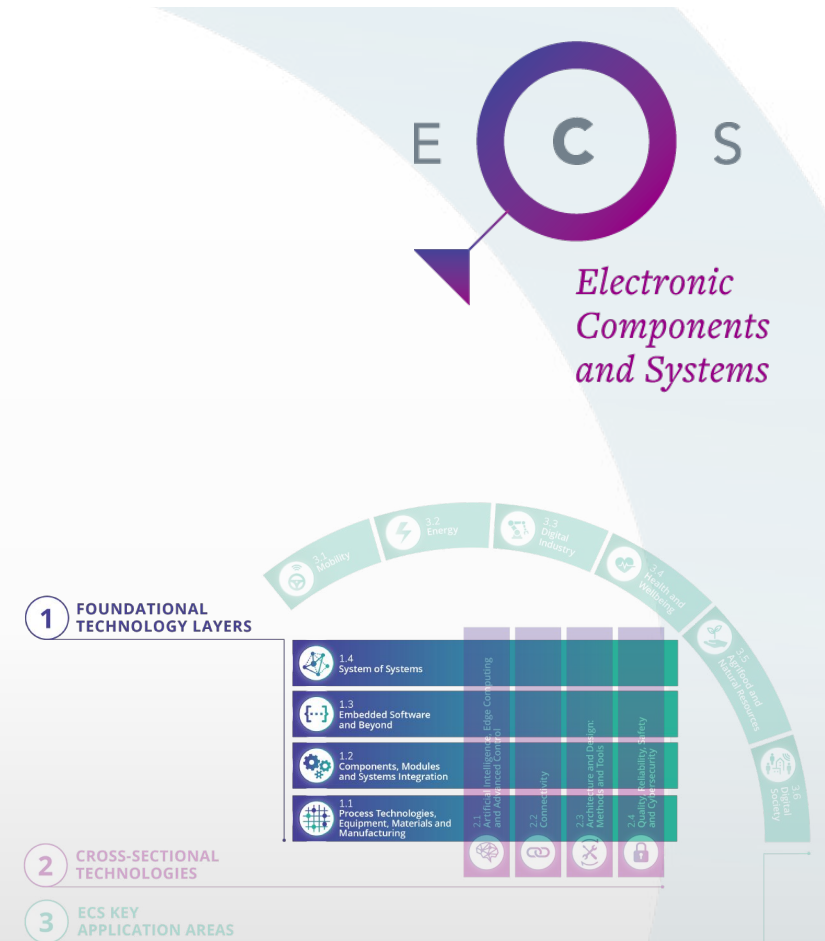 E C S
Electronic
Components
and Systems
3.1
Mobility
3.2
Energy
3.3
Digital
Industry
3.4
Health and
Wellbeing
3.5
Agrifood and
Natural Resources
3.6
Digital
Society
1 FOUNDATIONAL
TECHNOLOGY LAYERS
1.4
System of Systems
1.3
Embedded Software
and Beyond
1.2
Components, Modules
and Systems Integration
1.1
Process Technologies,
Equipment, Materials and
Manufacturing
2.1
Artificial Intelligence, Edge Computing
and Advanced Control
2.2
Connectivity
2.3
Architecture and Design:
Methods and Tools
2.4
Quality, Reliability, Safety
and Cybersecurity
2 CROSS-SECTIONAL
TECHNOLOGIES
3 ECS KEY
APPLICATION AREAS